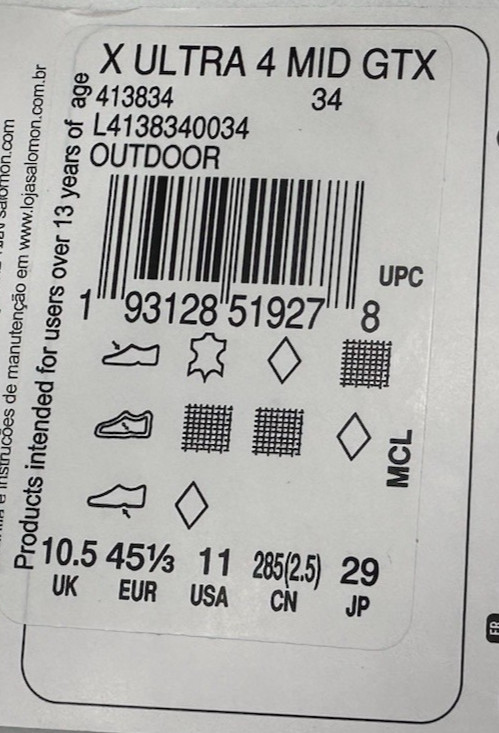 X ULTRA 4 MID GTX
413834 34
L4138340034
OUTDOOR
UPC
1 93128 51927 8
MCL
10.5 45⅓ 11 285(2.5) 29
UK EUR USA CN JP
Products intended for users over 13 years of age
instruções de manutenção em www.lojasalomon.com.br
salomon.com
FR